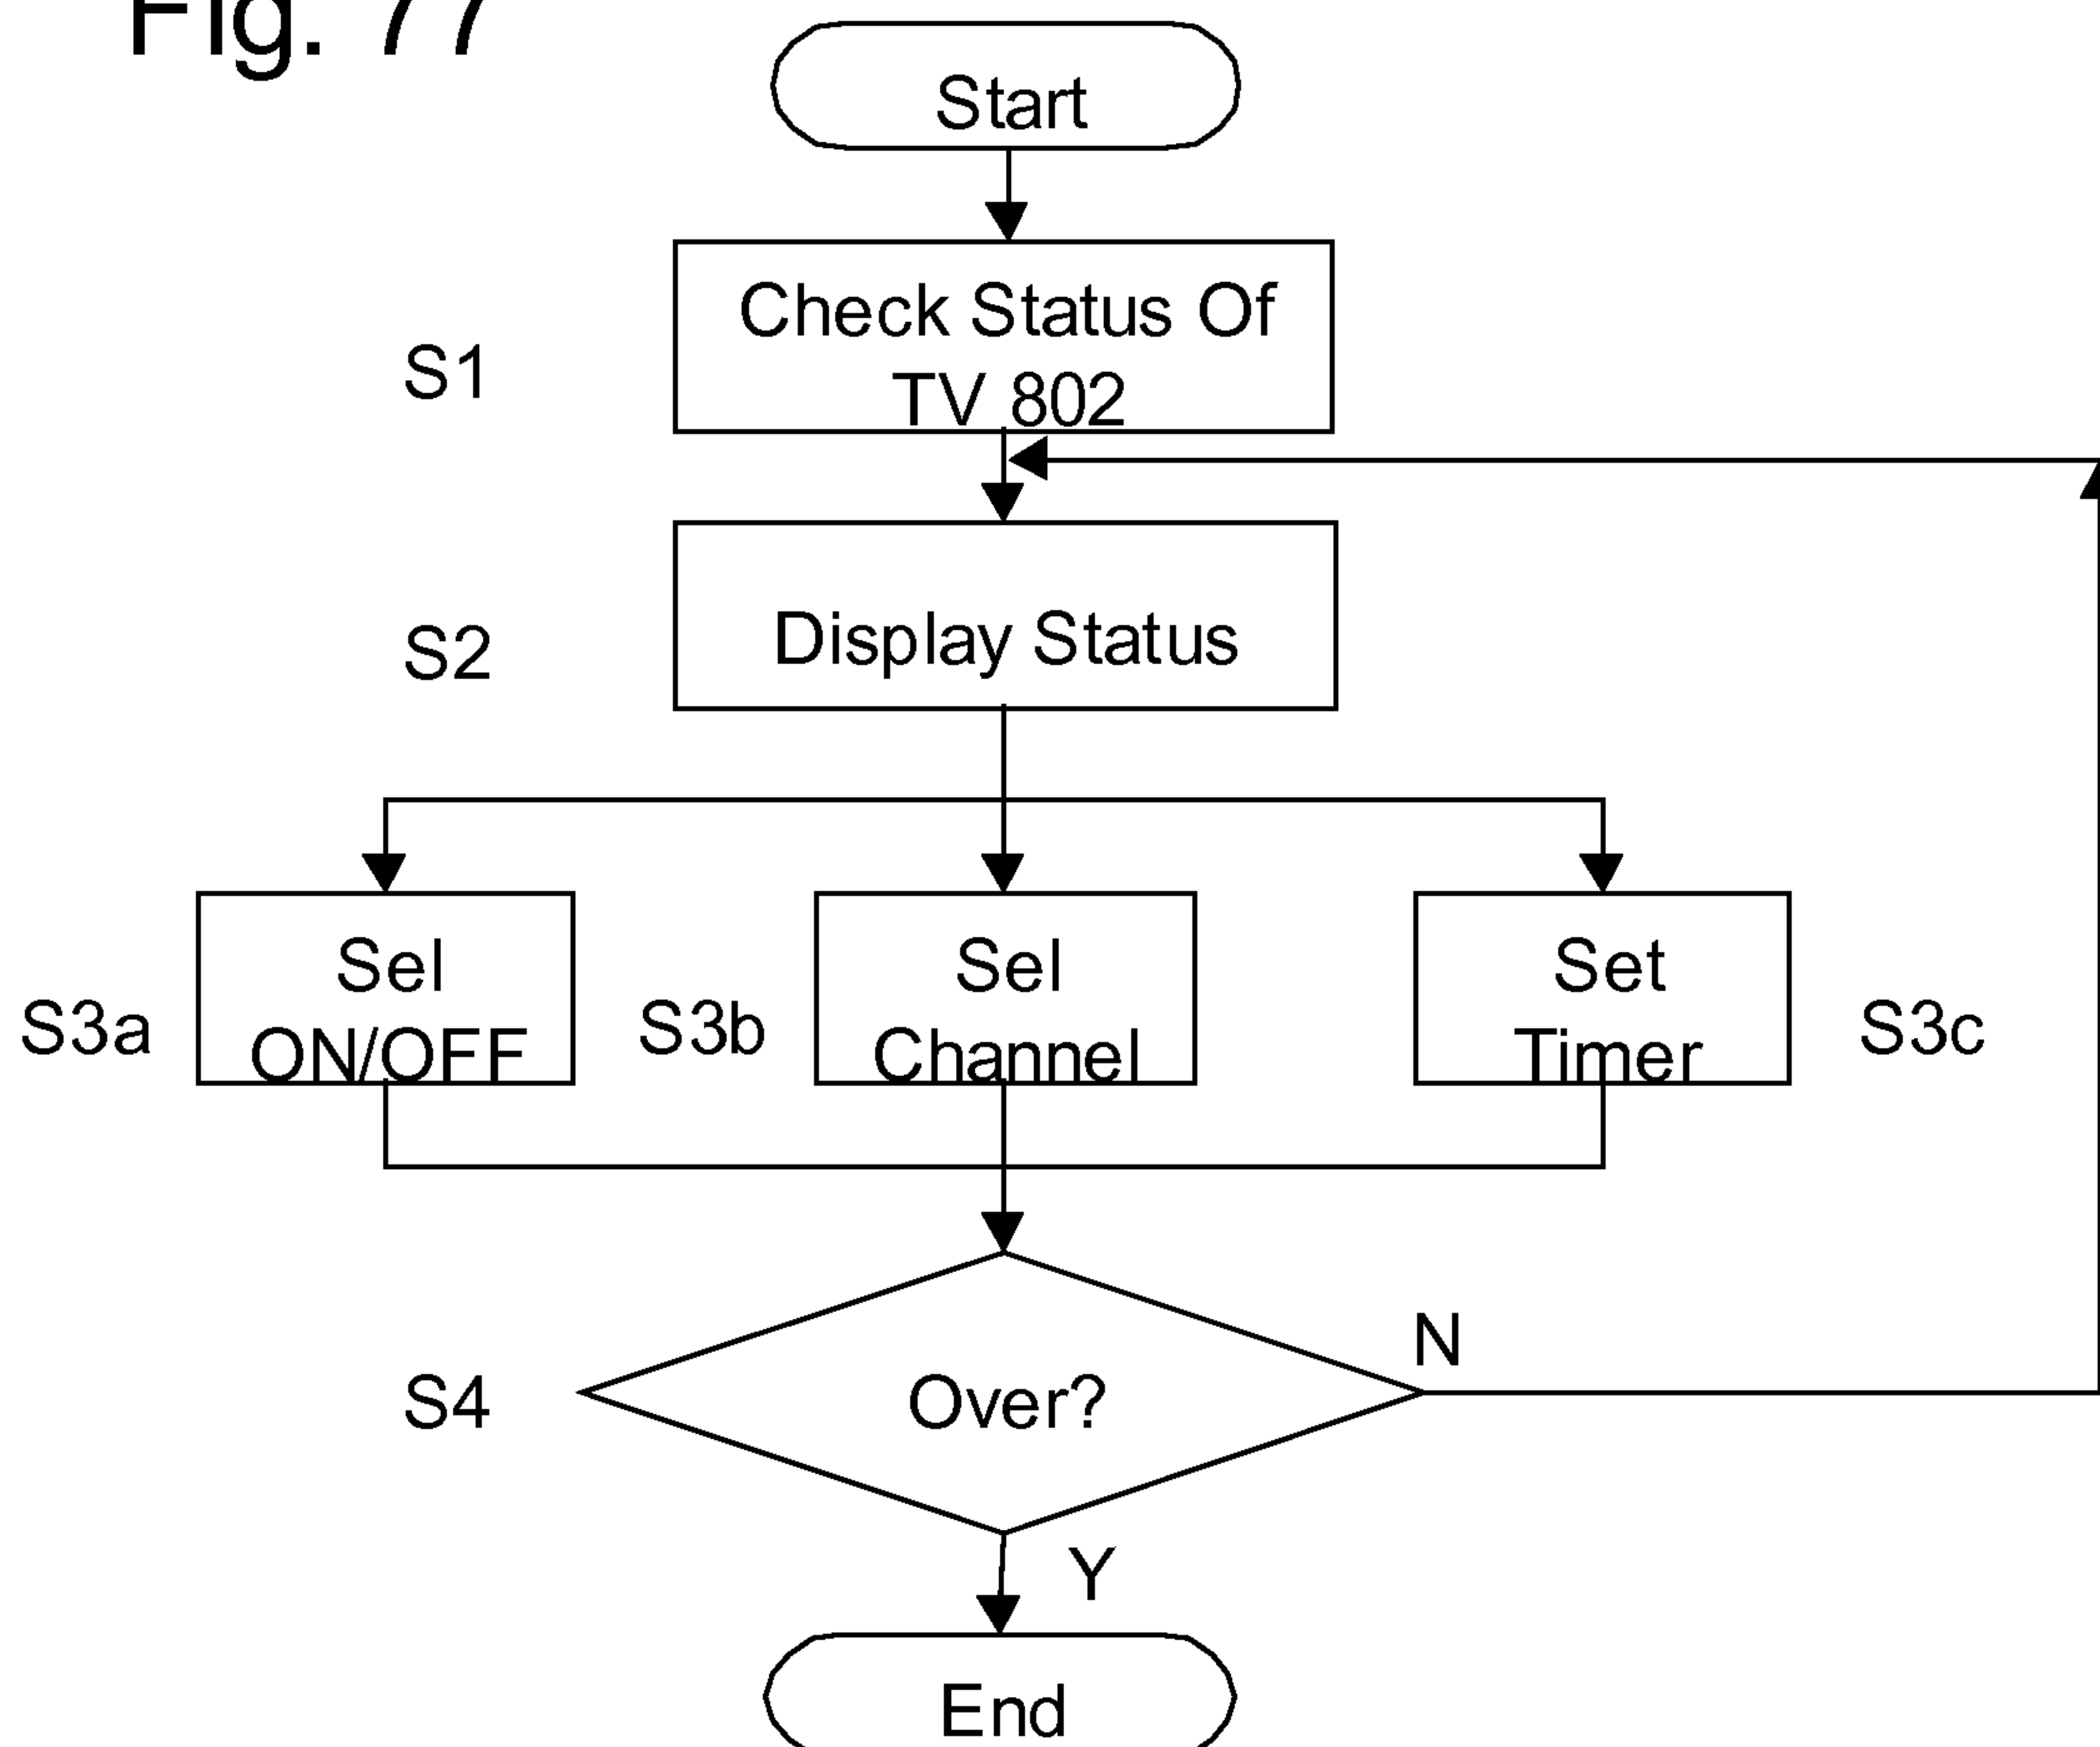 Fig. 77
Start
S1
Check Status Of
TV 802
S2
Display Status
S3a
Sel
ON/OFF
S3b
Sel
Channel
Set
Timer
S3c
S4
Over?
N
Y
End